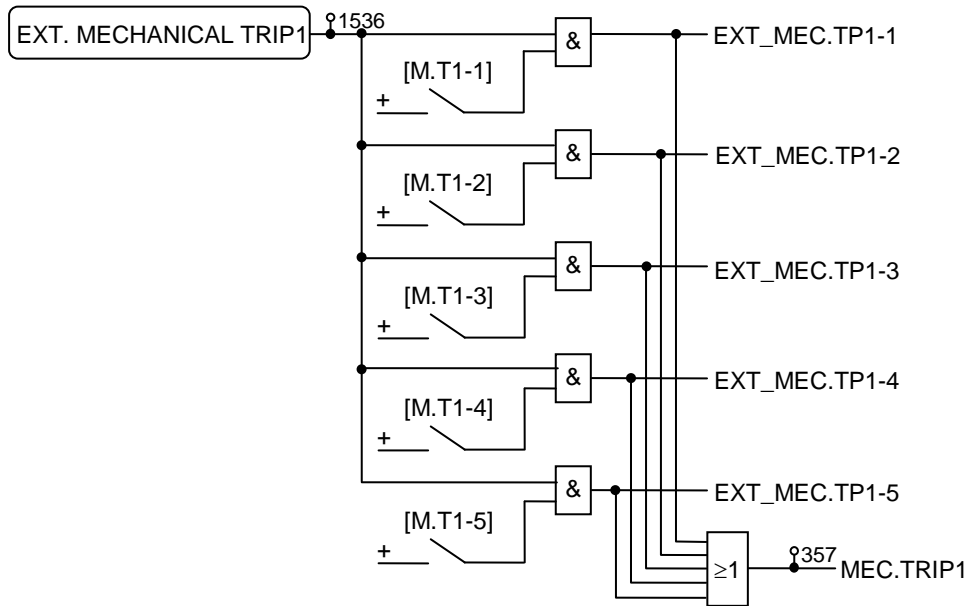 1536
EXT. MECHANICAL TRIP1
& EXT_MEC.TP1-1
[M.T1-1]
+
& EXT_MEC.TP1-2
[M.T1-2]
+
& EXT_MEC.TP1-3
[M.T1-3]
+
& EXT_MEC.TP1-4
[M.T1-4]
+
& EXT_MEC.TP1-5
[M.T1-5]
+
357
≥1 MEC.TRIP1